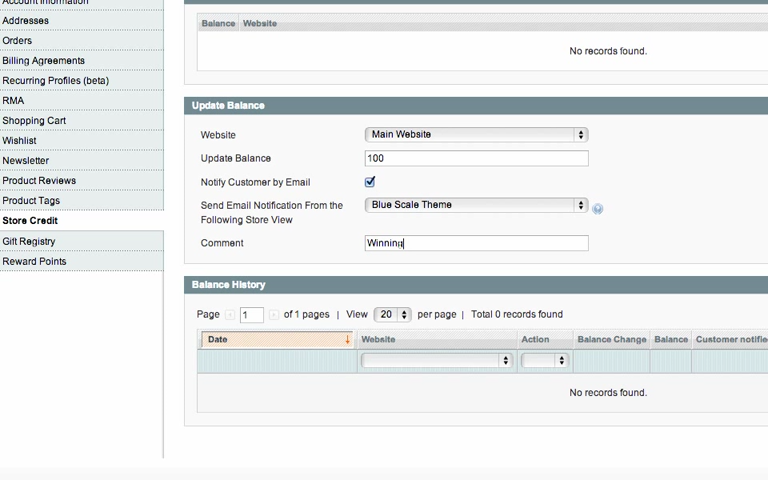 Account Information
Addresses
Orders
Billing Agreements
Recurring Profiles (beta)
RMA
Shopping Cart
Wishlist
Newsletter
Product Reviews
Product Tags
Store Credit
Gift Registry
Reward Points
Balance Website
No records found.
Update Balance
Website Main Website
Update Balance 100
Notify Customer by Email
Send Email Notification From the Blue Scale Theme
Following Store View
Comment Winning
Balance History
Page 1 of 1 pages | View 20 per page | Total 0 records found
Date Website Action Balance Change Balance Customer notifie
No records found.